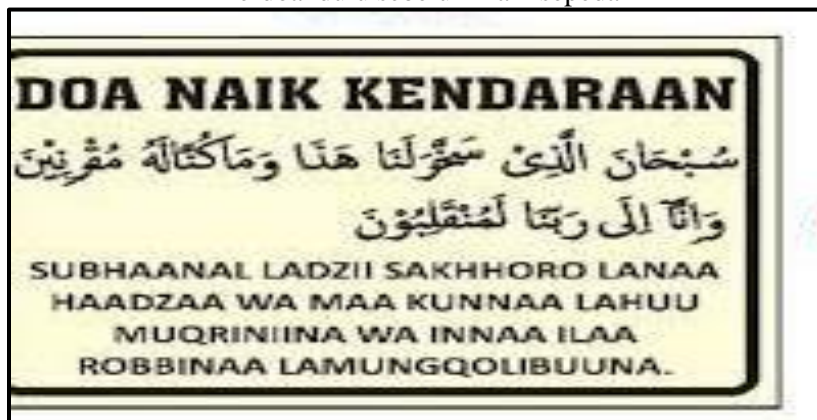 DOA NAIK KENDARAAN
سُبْحَانَ الَّذِيْ سَخَّرَلَنَا هَذَا وَمَاكُنَّالَهُ مُقْرِنِيْنَ
وَاِنَّآ اِلَى رَبِّنَا لَمُنْقَلِبُوْنَ
SUBHAANAL LADZII SAKHHORO LANAA
HAADZAA WA MAA KUNNAA LAHUU
MUQRINIINA WA INNAA ILAA
ROBBINAA LAMUNGQOLIBUUNA.